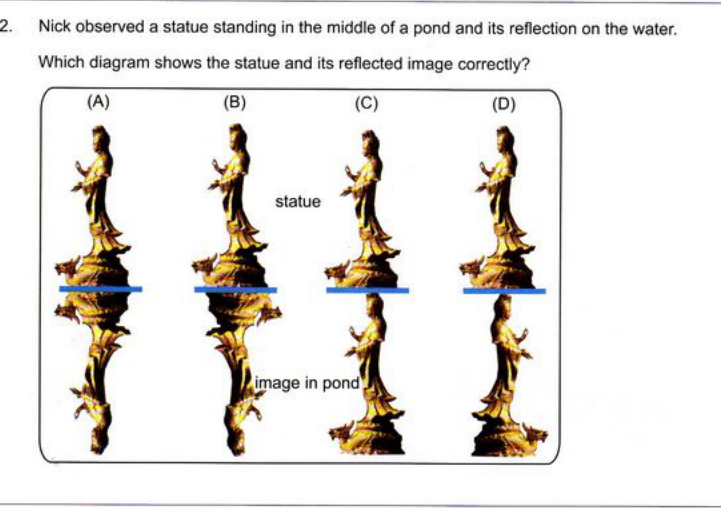 2. Nick observed a statue standing in the middle of a pond and its reflection on the water.
Which diagram shows the statue and its reflected image correctly?
(A) (B) (C) (D)
statue
image in pond